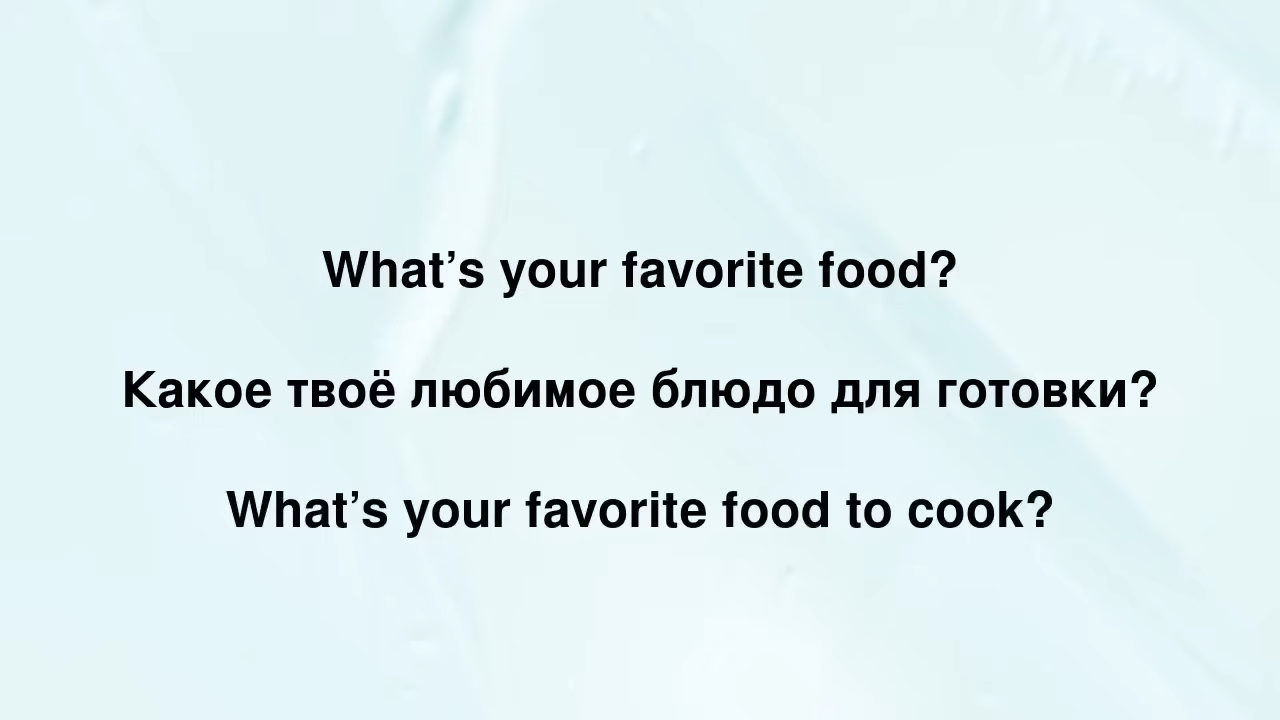 What’s your favorite food?
Какое твоё любимое блюдо для готовки?
What’s your favorite food to cook?